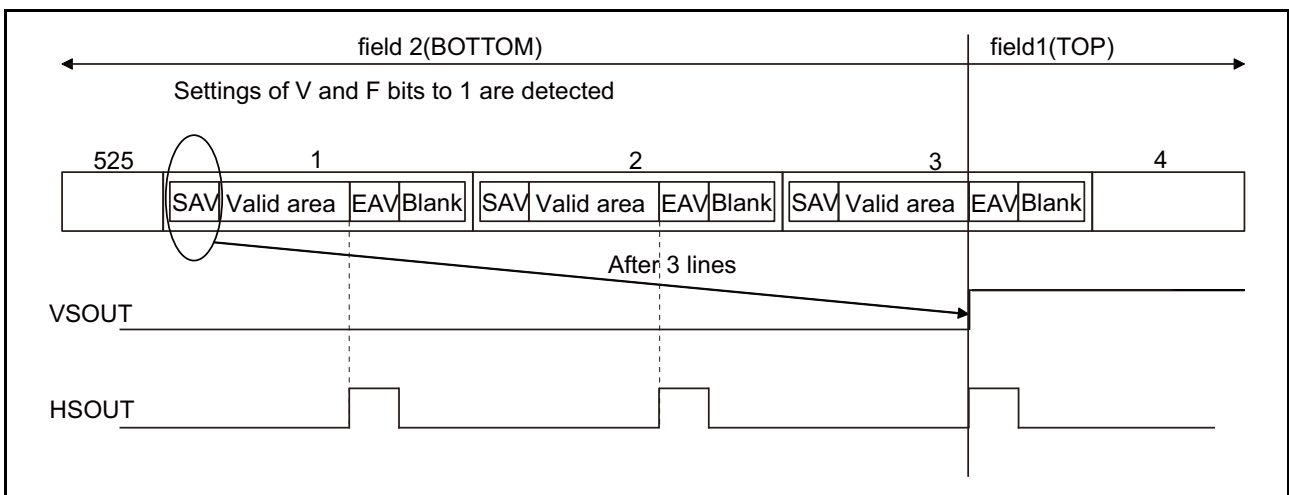 field 2(BOTTOM) field1(TOP)
Settings of V and F bits to 1 are detected
525 1 2 3 4
SAV Valid area EAV Blank SAV Valid area EAV Blank SAV Valid area EAV Blank
After 3 lines
VSOUT
HSOUT